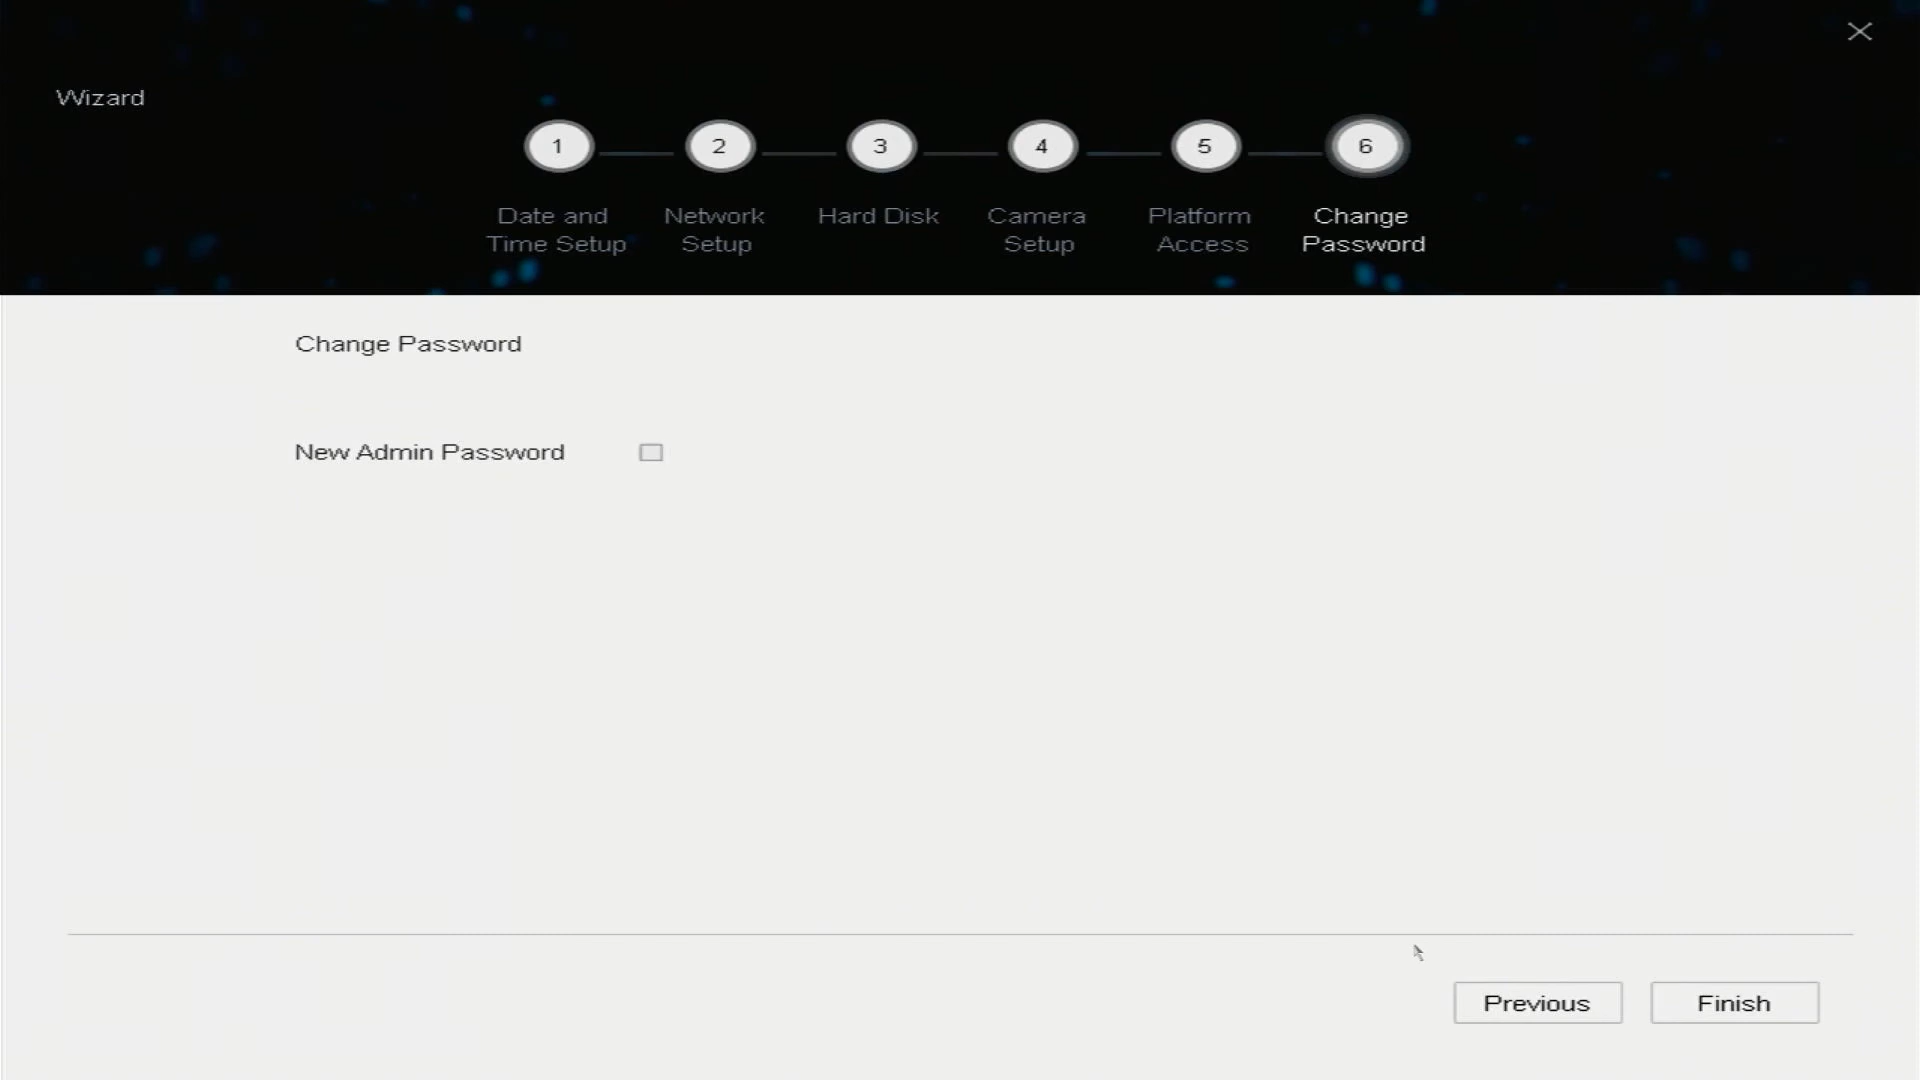 Wizard
1 2 3 4 5 6
Date and Time Setup
Network Setup
Hard Disk
Camera Setup
Platform Access
Change Password
Change Password
New Admin Password
Previous Finish